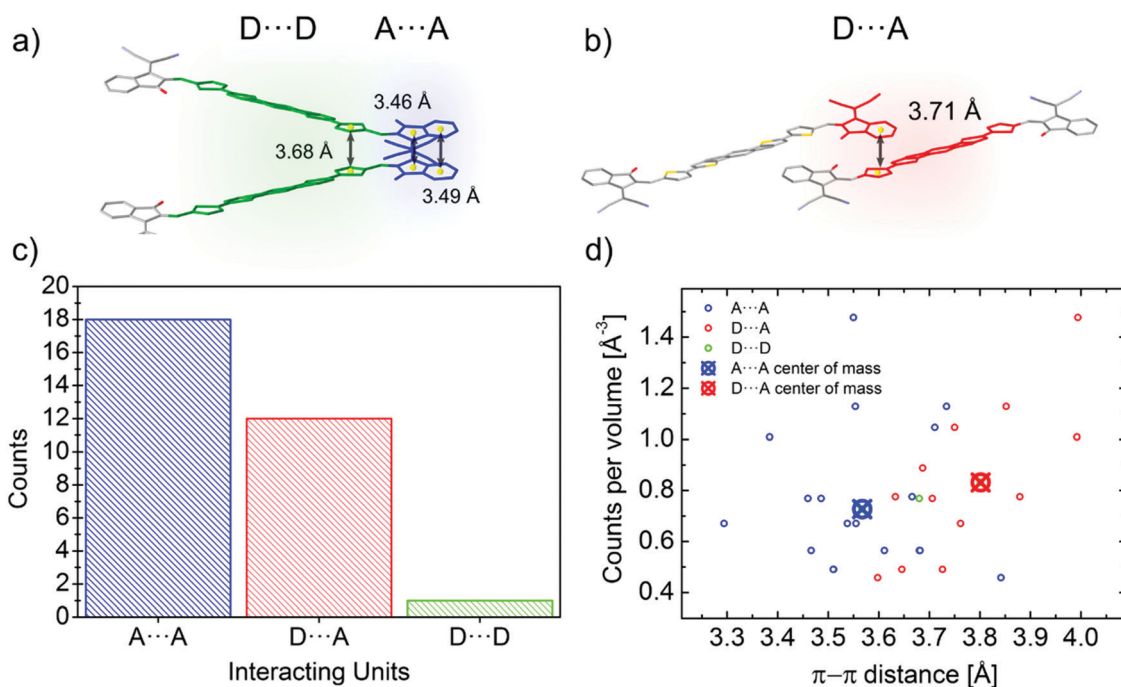 a)
D···D
A···A
3.46 Å
3.68 Å
3.49 Å
b)
D···A
3.71 Å
c)
Counts
20
18
16
14
12
10
8
6
4
2
0
A···A
D···A
D···D
Interacting Units
d)
Counts per volume [Å⁻³]
1.4
1.2
1.0
0.8
0.6
0.4
A···A
D···A
D···D
A···A center of mass
D···A center of mass
3.3 3.4 3.5 3.6 3.7 3.8 3.9 4.0
π−π distance [Å]